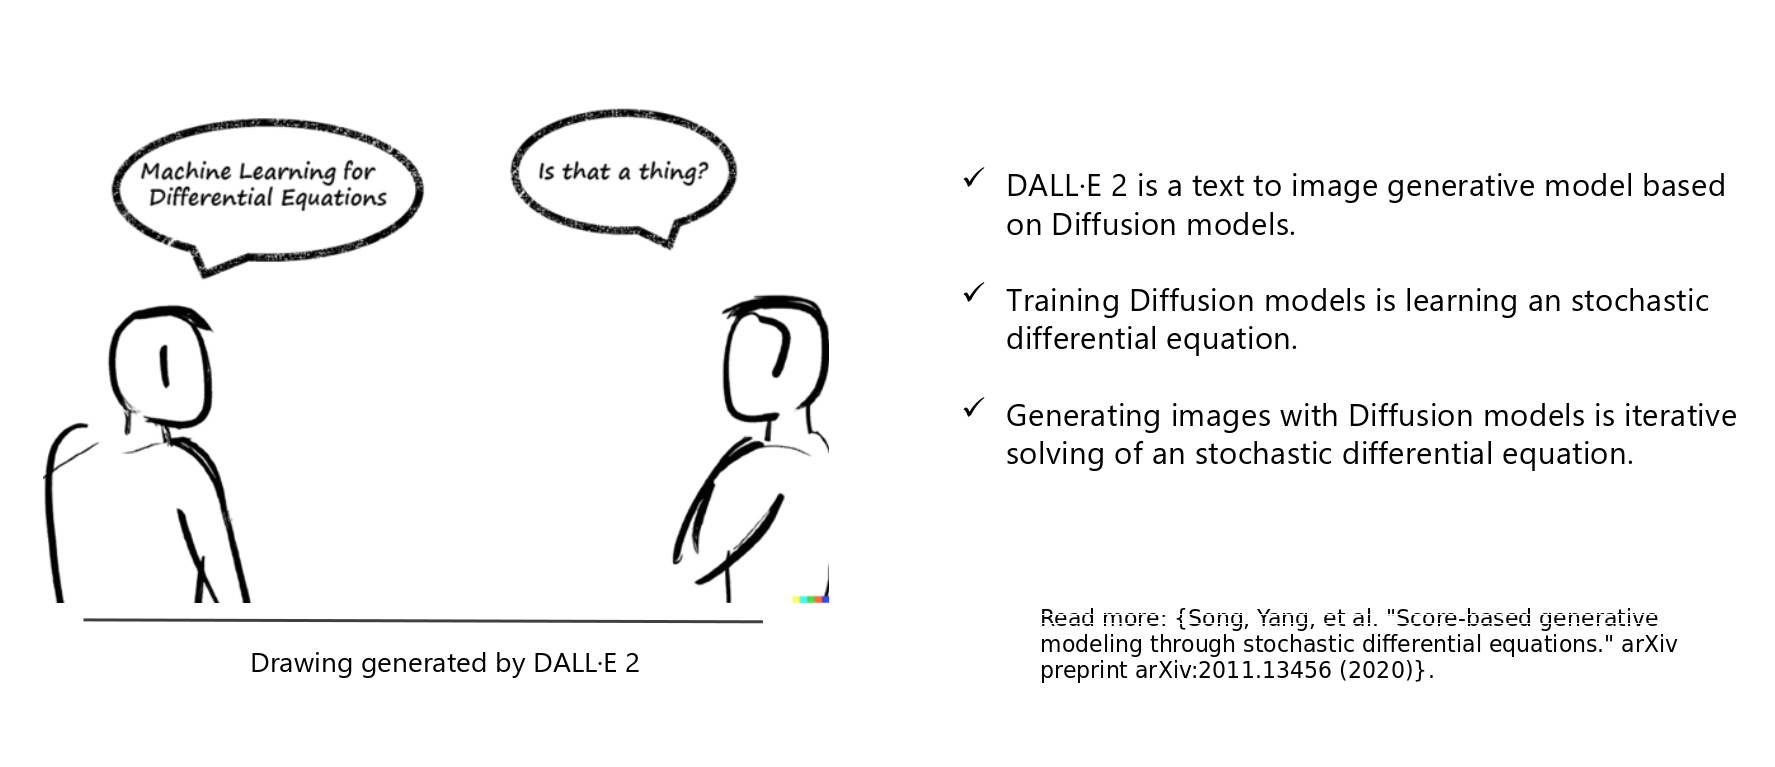 Machine Learning for
Differential Equations
Is that a thing?
Drawing generated by DALL·E 2
✓ DALL·E 2 is a text to image generative model based
on Diffusion models.
✓ Training Diffusion models is learning an stochastic
differential equation.
✓ Generating images with Diffusion models is iterative
solving of an stochastic differential equation.
Read more: {Song, Yang, et al. "Score-based generative
modeling through stochastic differential equations." arXiv
preprint arXiv:2011.13456 (2020)}.